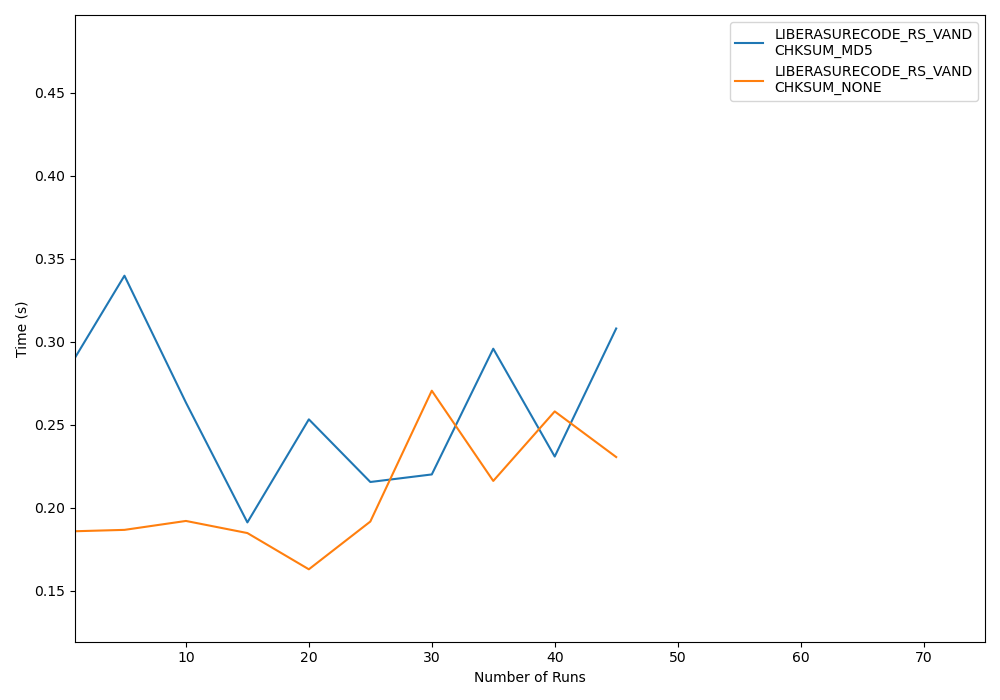 LIBERASURECODE_RS_VAND
CHKSUM_MD5
LIBERASURECODE_RS_VAND
CHKSUM_NONE
0.45
0.40
0.35
0.30
0.25
0.20
0.15
Time (s)
10 20 30 40 50 60 70
Number of Runs